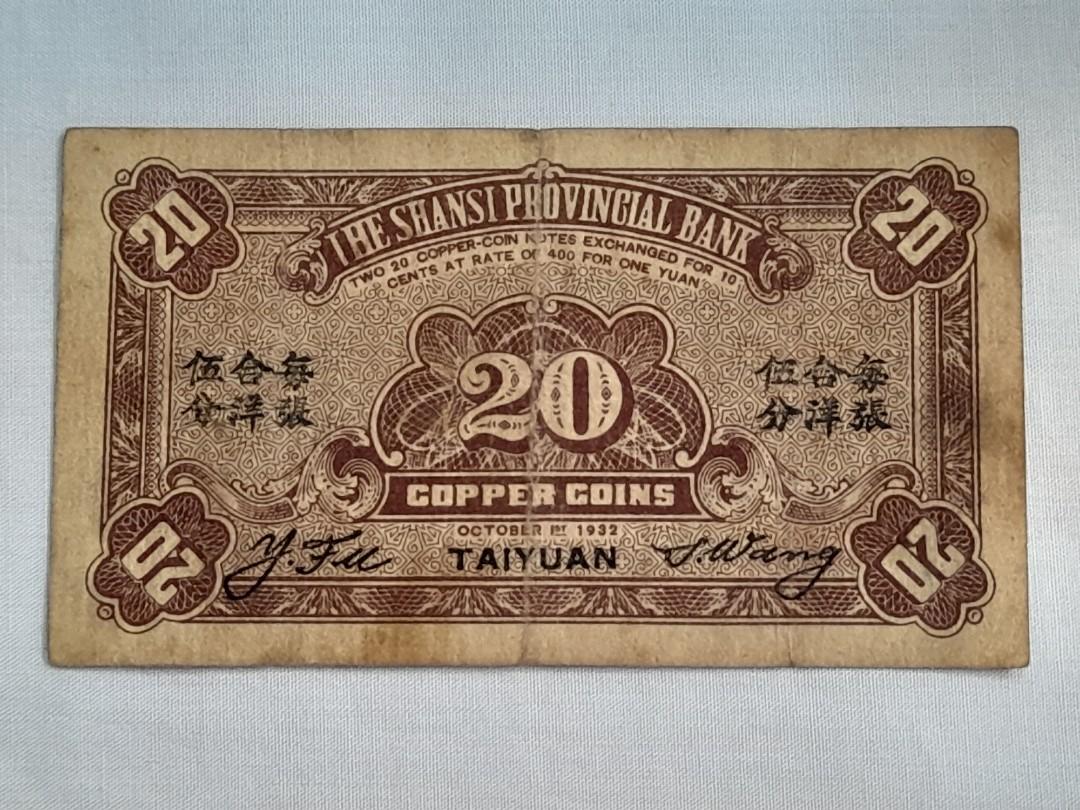 20
20
THE SHANSI PROVINCIAL BANK
TWO 20 COPPER-COIN NOTES EXCHANGED FOR 10
CENTS AT RATE OF 400 FOR ONE YUAN
20
伍合每
分洋張
伍合每
分洋張
COPPER COINS
OCTOBER 1ST 1932
Y. Fu
TAIYUAN
S. Wang
20
20